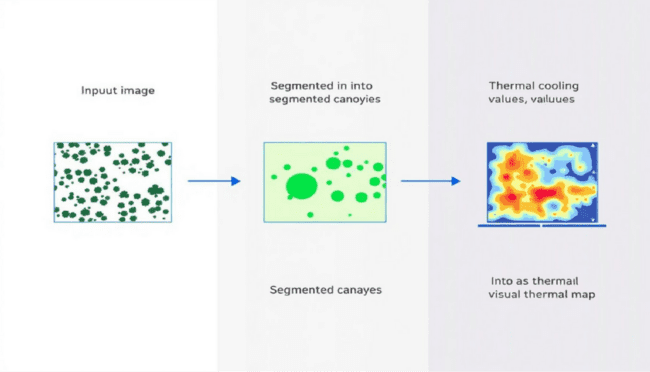 Inpuut image
Segmented in into
segmented canoyies
Thermal cooling
values, vailuues
Segmented canayes
Into as thermail
visual thermal map